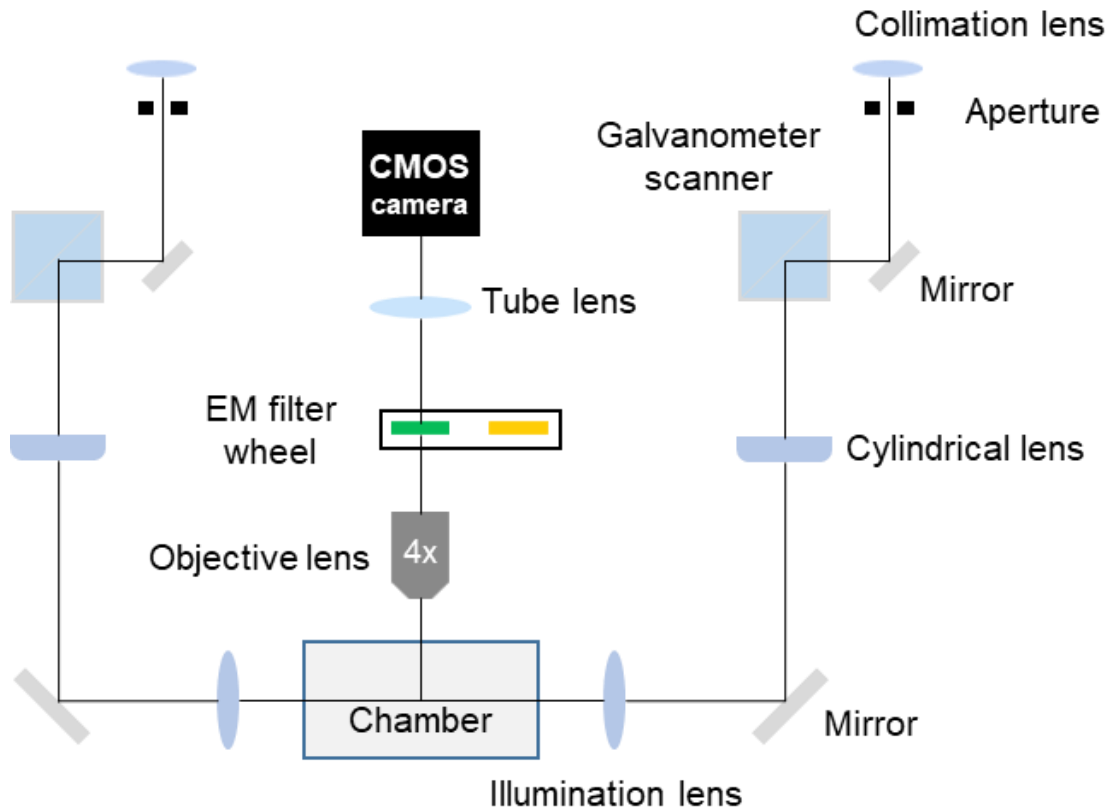 Collimation lens
Aperture
Galvanometer
scanner
CMOS
camera
Mirror
Tube lens
EM filter
wheel
Cylindrical lens
Objective lens
4x
Chamber
Mirror
Illumination lens